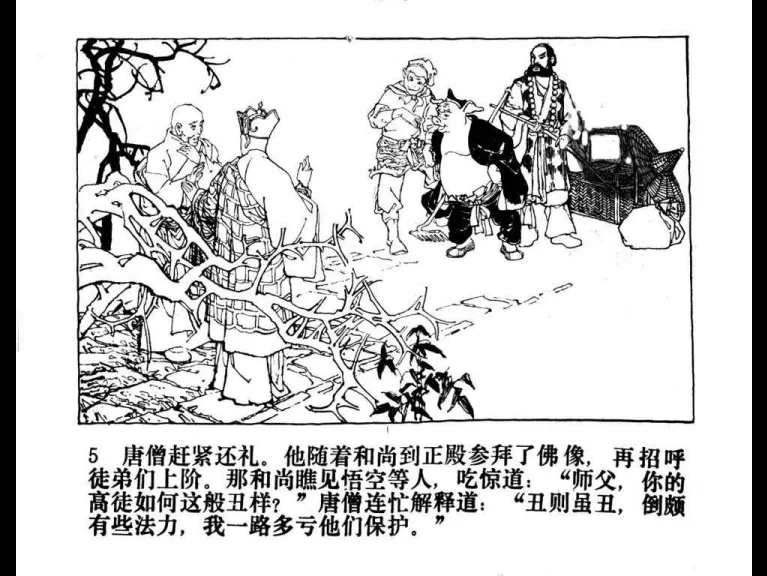 5 唐僧赶紧还礼。他随着和尚到正殿参拜了佛像，再招呼
徒弟们上阶。那和尚瞧见悟空等人，吃惊道：“师父，你的
高徒如何这般丑样？”唐僧连忙解释道：“丑则虽丑，倒颇
有些法力，我一路多亏他们保护。”